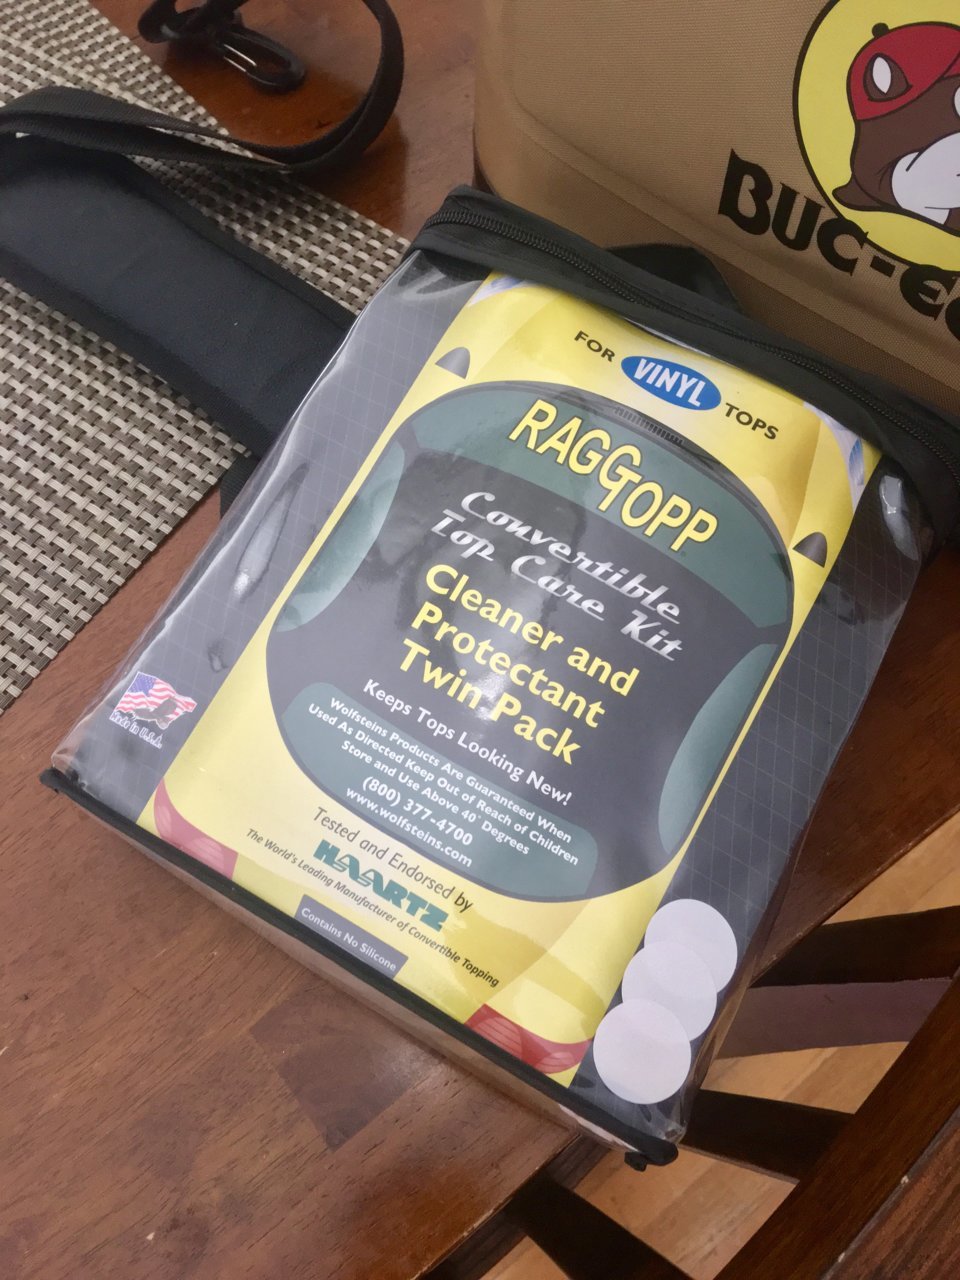 BUC-EE
FOR VINYL TOPS
RAGGTOPP
Convertible
Top Care Kit
Cleaner and
Protectant
Twin Pack
Keeps Tops Looking New!
Wolfsteins Products Are Guaranteed When
Used As Directed Keep Out of Reach of Children
Store and Use Above 40° Degrees
(800) 377-4700
www.wolfsteins.com
Made in U.S.A.
Tested and Endorsed by
HAARTZ
The World's Leading Manufacturer of Convertible Topping
Contains No Silicone